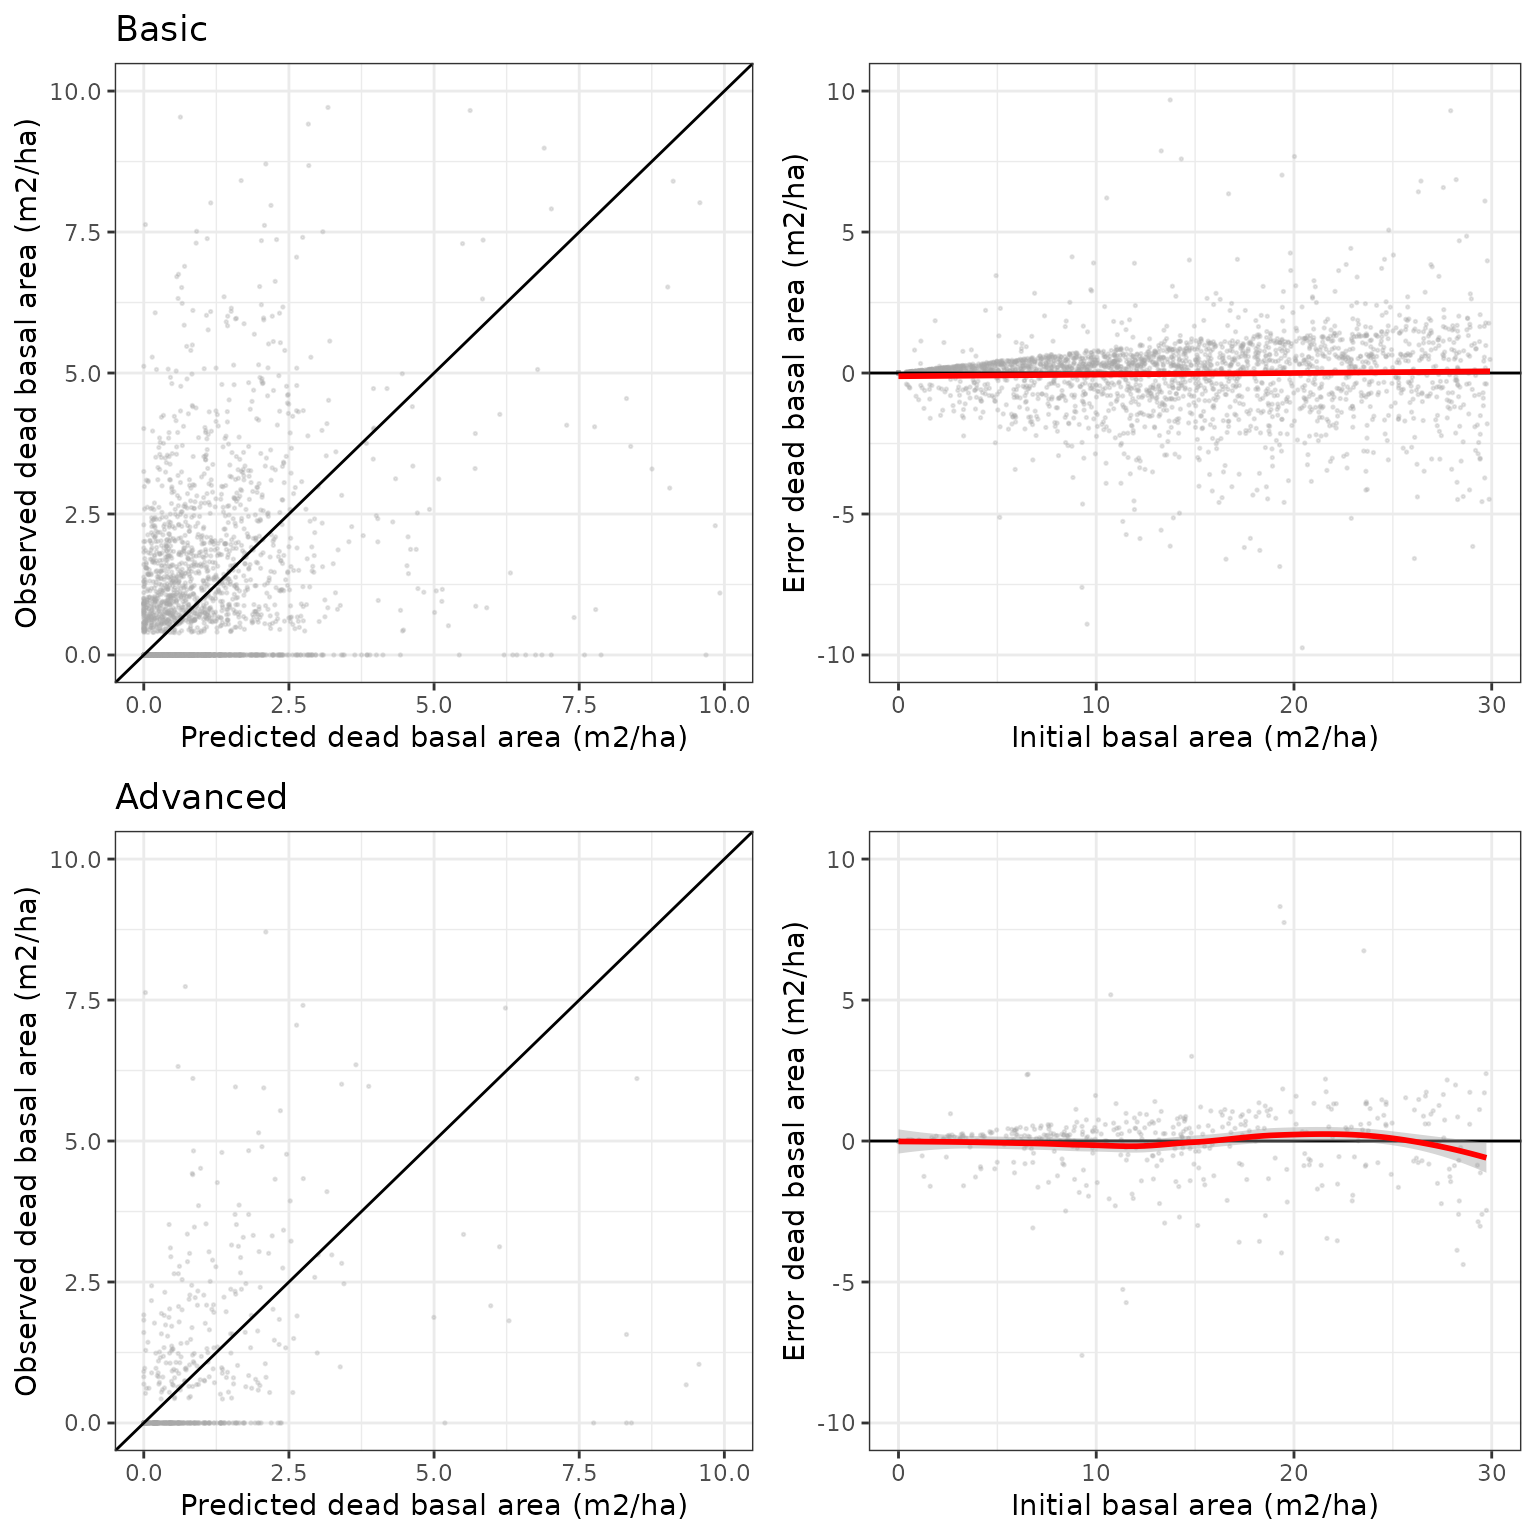 Basic
Observed dead basal area (m2/ha)
10.0
7.5
5.0
2.5
0.0
0.0 2.5 5.0 7.5 10.0
Predicted dead basal area (m2/ha)
Error dead basal area (m2/ha)
10
5
0
-5
-10
0 10 20 30
Initial basal area (m2/ha)
Advanced
Observed dead basal area (m2/ha)
10.0
7.5
5.0
2.5
0.0
0.0 2.5 5.0 7.5 10.0
Predicted dead basal area (m2/ha)
Error dead basal area (m2/ha)
10
5
0
-5
-10
0 10 20 30
Initial basal area (m2/ha)